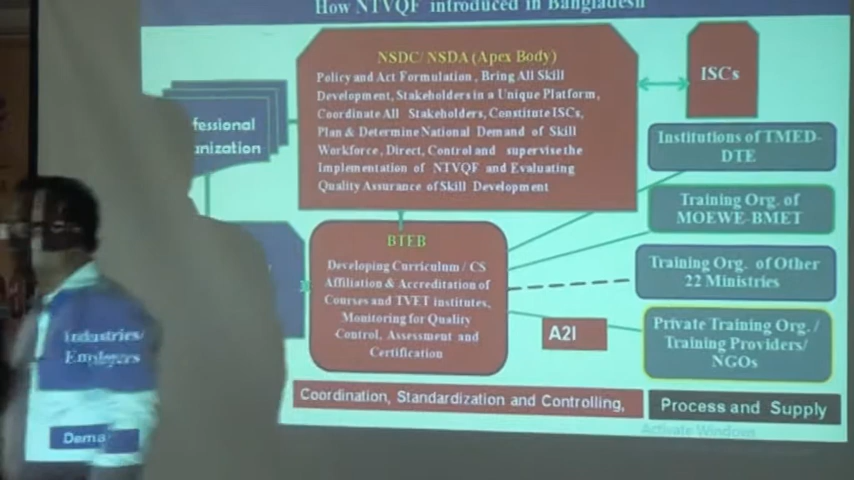 How NTVQF introduced in Bangladesh
NSDC/ NSDA (Apex Body)
Policy and Act Formulation , Bring All Skill
Development, Stakeholders in a Unique Platform,
Coordinate All Stakeholders, Constitute ISCs,
Plan & Determine National Demand of Skill
Workforce, Direct, Control and supervise the
Implementation of NTVQF and Evaluating
Quality Assurance of Skill Development
ISCs
Institutions of TMED-
DTE
Training Org. of
MOEWE-BMET
Training Org. of Other
22 Ministries
Private Training Org. /
Training Providers/
NGOs
BTEB
Developing Curriculum / CS
Affiliation & Accreditation of
Courses and TVET institutes,
Monitoring for Quality
Control, Assessment and
Certification
A2I
Industries/
Employers
Coordination, Standardization and Controlling,
Process and Supply
Activate Windows